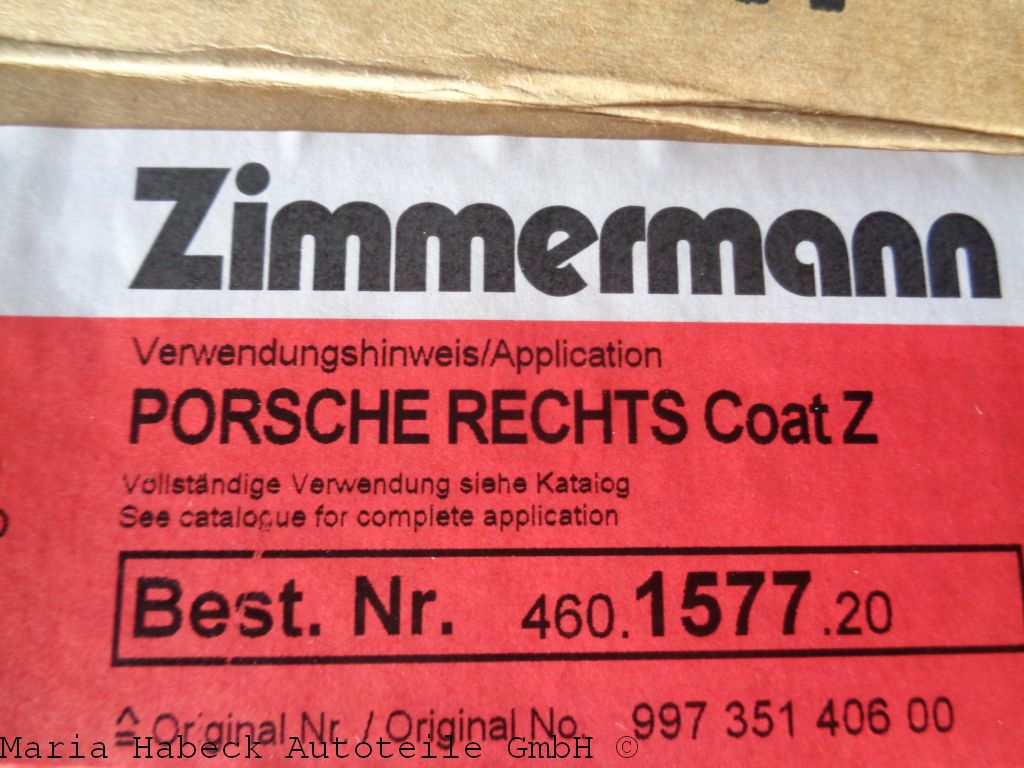 Zimmermann
Verwendungshinweis/Application
PORSCHE RECHTS Coat Z
Vollständige Verwendung siehe Katalog
See catalogue for complete application
Best. Nr. 460.1577.20
≙ Original Nr. / Original No. 997 351 406 00
Maria Habeck Autoteile GmbH ©